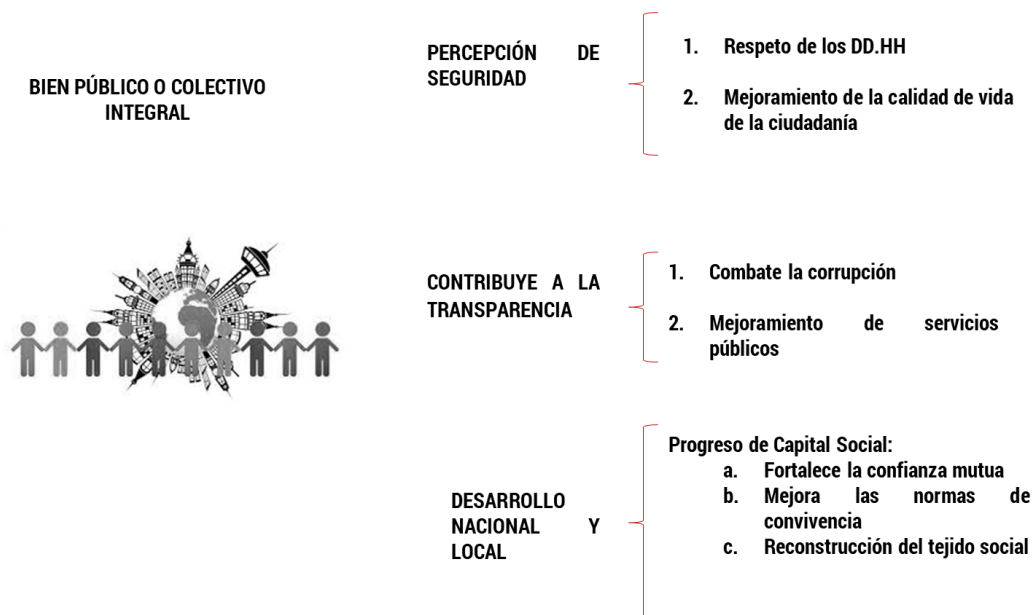 BIEN PÚBLICO O COLECTIVO
INTEGRAL
PERCEPCIÓN DE
SEGURIDAD
1. Respeto de los DD.HH
2. Mejoramiento de la calidad de vida
de la ciudadanía
CONTRIBUYE A LA
TRANSPARENCIA
1. Combate la corrupción
2. Mejoramiento de servicios
públicos
DESARROLLO
NACIONAL Y
LOCAL
Progreso de Capital Social:
a. Fortalece la confianza mutua
b. Mejora las normas de
convivencia
c. Reconstrucción del tejido social